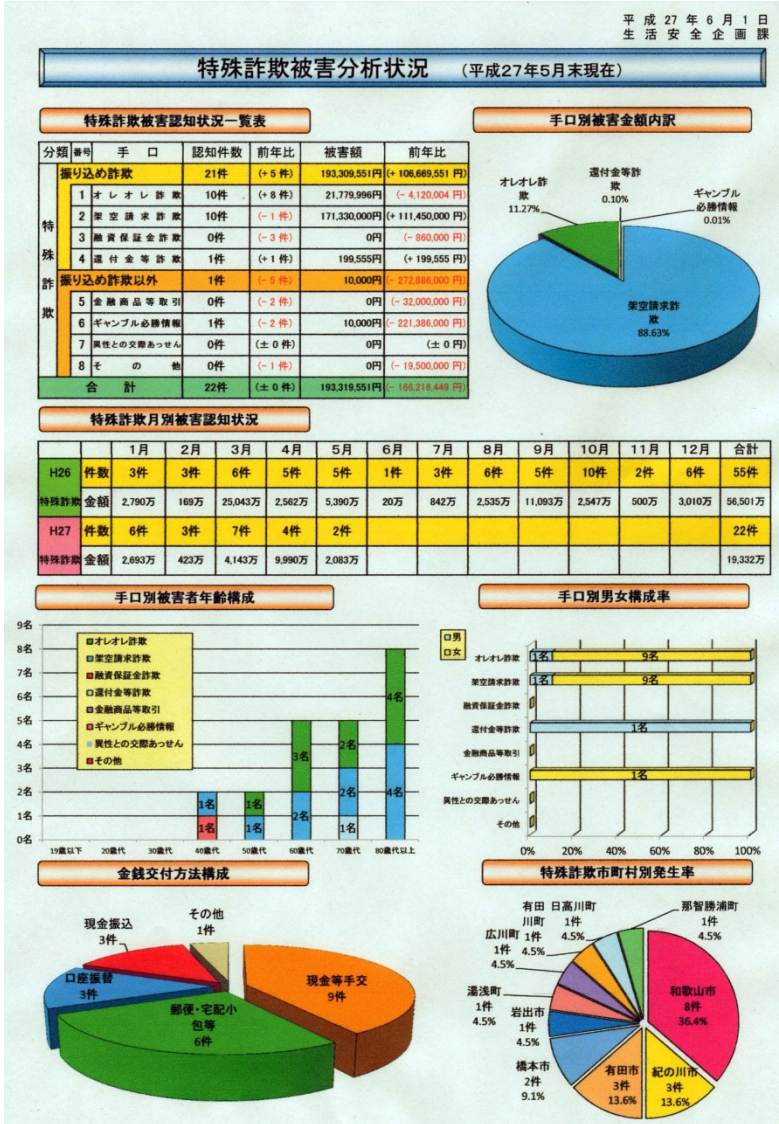 平成27年6月1日
生活安全企画課
特殊詐欺被害分析状況 (平成27年5月末現在)
特殊詐欺被害認知状況一覧表
分類 番号 手口 認知件数 前年比 被害額 前年比
特殊詐欺
振り込め詐欺 21件 (+5件) 193,309,551円 (+106,669,551円)
1 オレオレ詐欺 10件 (+8件) 21,779,996円 (-4,120,004円)
2 架空請求詐欺 10件 (-1件) 171,330,000円 (+111,450,000円)
3 融資保証金詐欺 0件 (-3件) 0円 (-860,000円)
4 還付金等詐欺 1件 (+1件) 199,555円 (+199,555円)
振り込め詐欺以外 1件 (-5件) 10,000円 (-272,886,000円)
5 金融商品等取引 0件 (-2件) 0円 (-32,000,000円)
6 ギャンブル必勝情報 1件 (-2件) 10,000円 (-221,386,000円)
7 異性との交際あっせん 0件 (±0件) 0円 (±0円)
8 その他 0件 (-1件) 0円 (-19,500,000円)
合計 22件 (±0件) 193,319,551円 (-166,216,449円)
手口別被害金額内訳
オレオレ詐
欺
11.27%
還付金等詐
欺
0.10%
ギャンブル
必勝情報
0.01%
架空請求詐
欺
88.63%
特殊詐欺月別被害認知状況
1月 2月 3月 4月 5月 6月 7月 8月 9月 10月 11月 12月 合計
H26 件数 3件 3件 6件 5件 5件 1件 3件 6件 5件 10件 2件 6件 55件
特殊詐欺 金額 2,790万 169万 25,043万 2,562万 5,390万 20万 842万 2,535万 11,093万 2,547万 500万 3,010万 56,501万
H27 件数 6件 3件 7件 4件 2件 22件
特殊詐欺 金額 2,693万 423万 4,143万 9,990万 2,083万 19,332万
手口別被害者年齢構成
9名
8名
7名
6名
5名
4名
3名
2名
1名
0名
オレオレ詐欺
架空請求詐欺
融資保証金詐欺
還付金等詐欺
金融商品等取引
ギャンブル必勝情報
異性との交際あっせん
その他
4名
3名 2名
1名 1名 2名 4名
1名 1名 2名 1名
19歳以下 20歳代 30歳代 40歳代 50歳代 60歳代 70歳代 80歳代以上
手口別男女構成率
男
女
オレオレ詐欺 1名 9名
架空請求詐欺 1名 9名
融資保証金詐欺
還付金等詐欺 1名
金融商品等取引
ギャンブル必勝情報 1名
異性との交際あっせん
その他
0% 20% 40% 60% 80% 100%
金銭交付方法構成
その他
1件
現金振込
3件
口座振替
3件
郵便・宅配小
包等
6件
現金等手交
9件
特殊詐欺市町村別発生率
和歌山市
8件
36.4%
紀の川市
3件
13.6%
有田市
3件
13.6%
橋本市
2件
9.1%
岩出市
1件
4.5%
湯浅町
1件
4.5%
広川町
1件
4.5%
有田
川町
1件
4.5%
日高川町
1件
4.5%
那智勝浦町
1件
4.5%